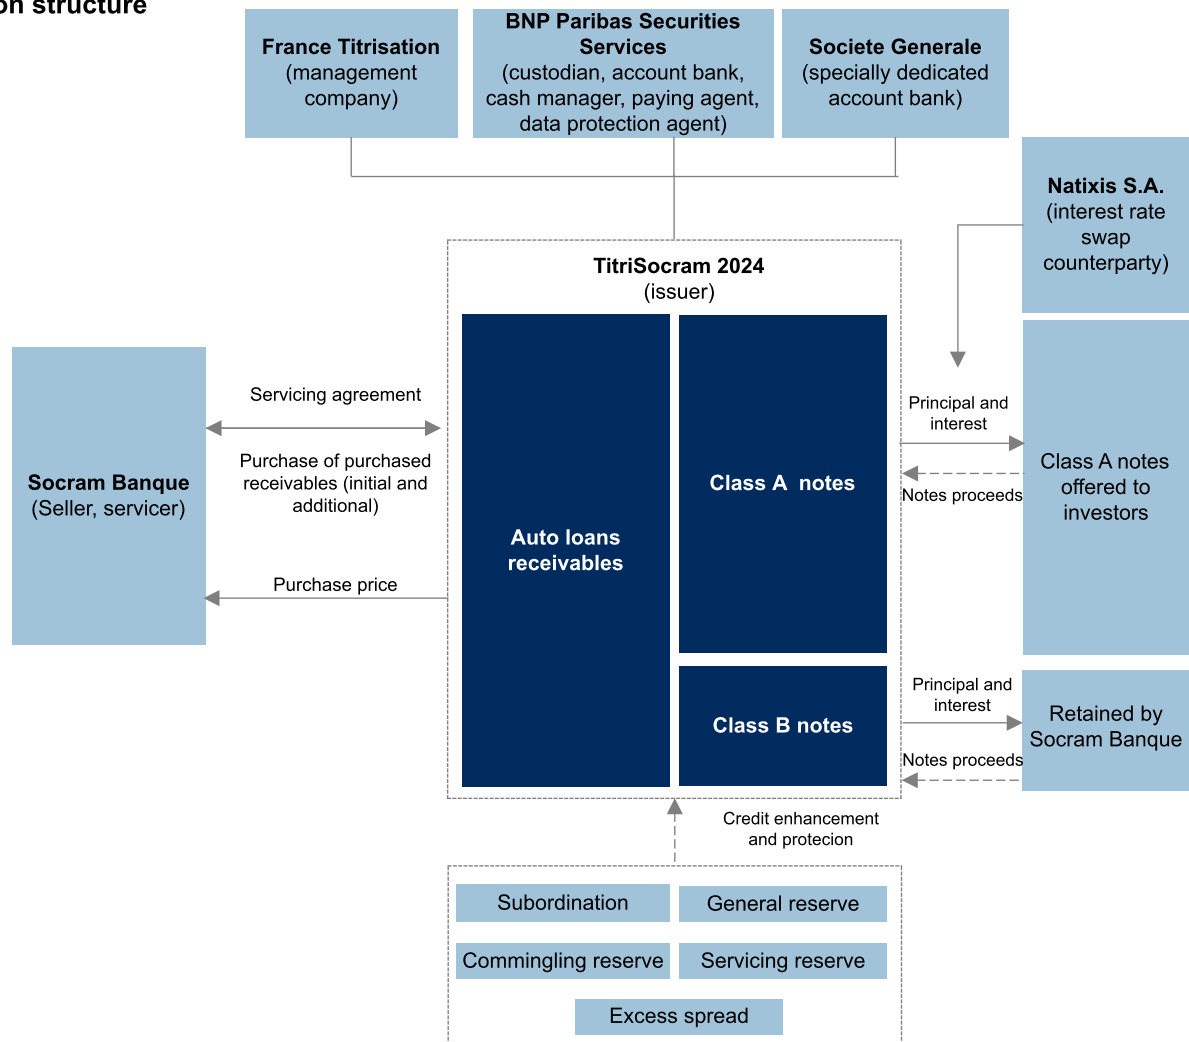 on structure
France Titrisation
(management
company)
BNP Paribas Securities
Services
(custodian, account bank,
cash manager, paying agent,
data protection agent)
Societe Generale
(specially dedicated
account bank)
Natixis S.A.
(interest rate
swap
counterparty)
TitriSocram 2024
(issuer)
Socram Banque
(Seller, servicer)
Servicing agreement
Purchase of purchased
receivables (initial and
additional)
Purchase price
Auto loans
receivables
Class A  notes
Class B notes
Principal and
interest
Notes proceeds
Class A notes
offered to
investors
Principal and
interest
Notes proceeds
Retained by
Socram Banque
Credit enhancement
and protecion
Subordination
General reserve
Commingling reserve
Servicing reserve
Excess spread